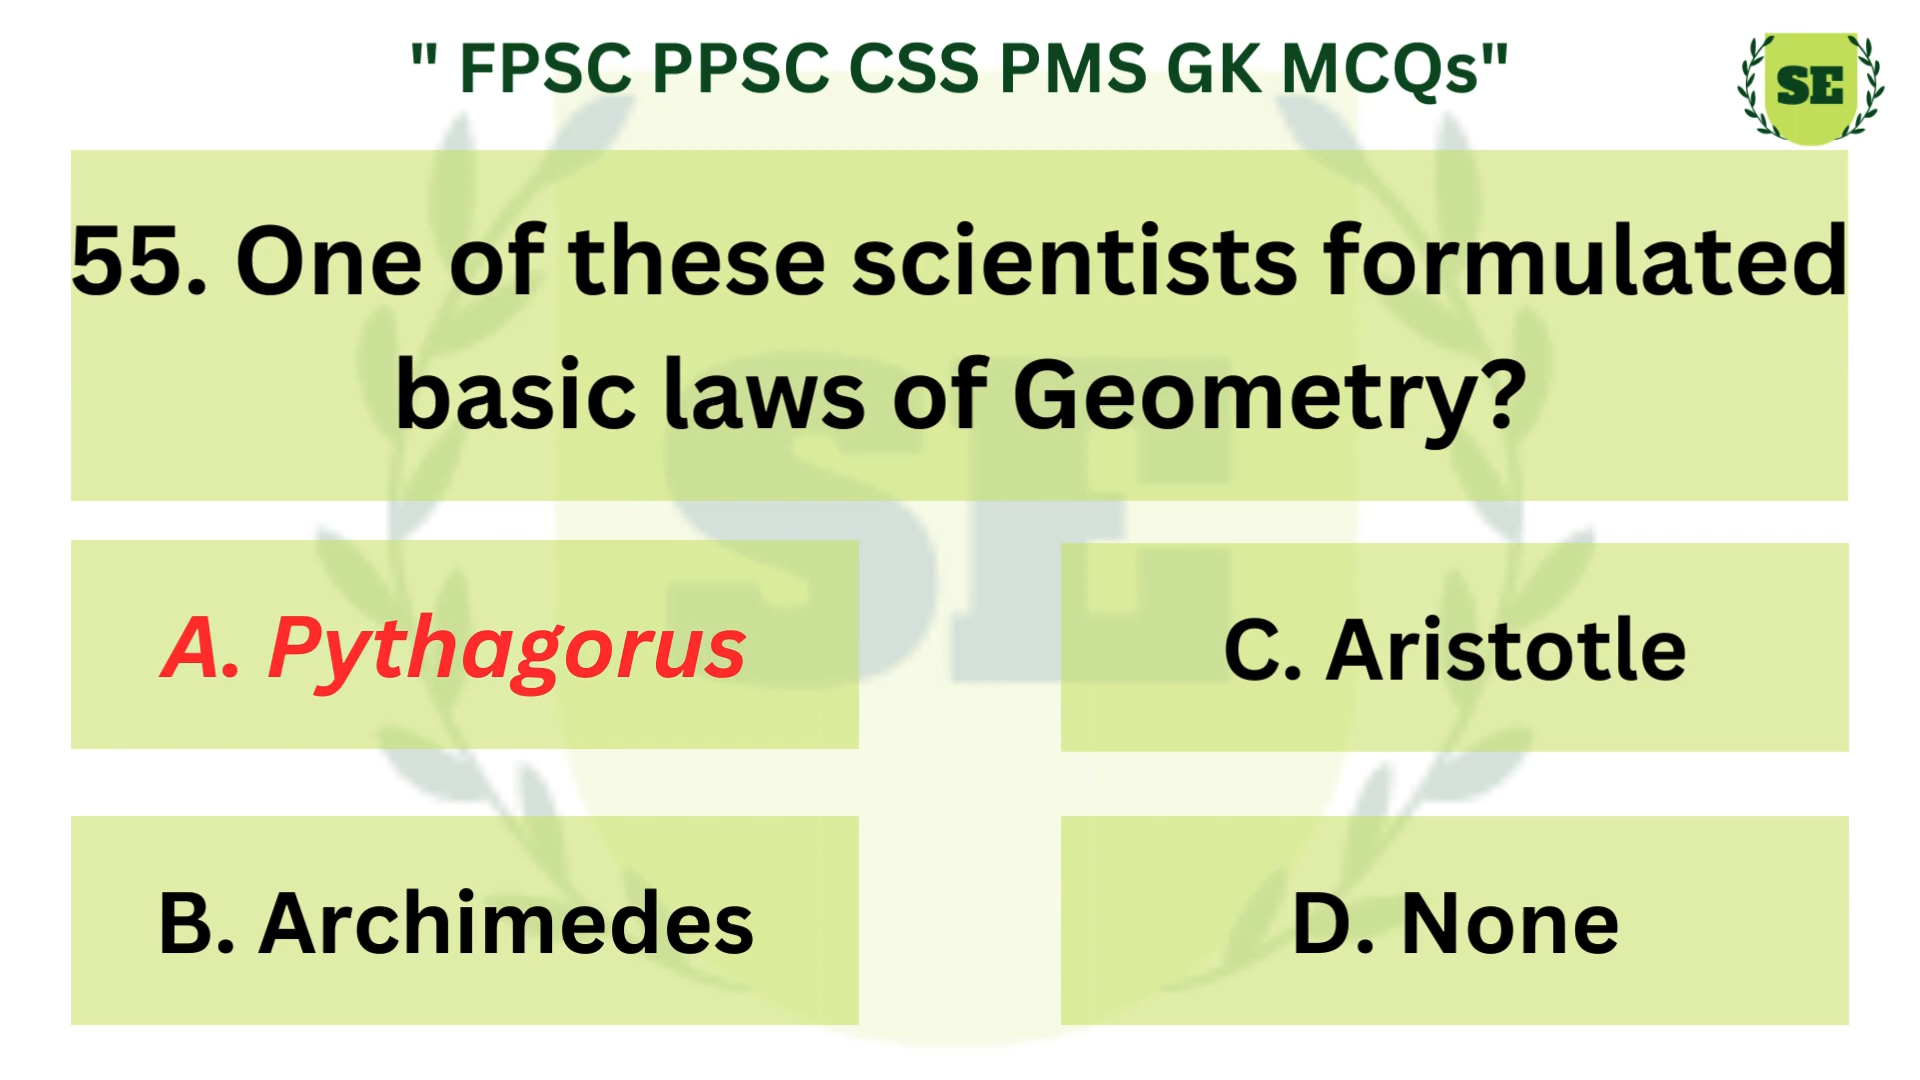 " FPSC PPSC CSS PMS GK MCQs"
SE
55. One of these scientists formulated
basic laws of Geometry?
A. Pythagorus
C. Aristotle
B. Archimedes
D. None
SE